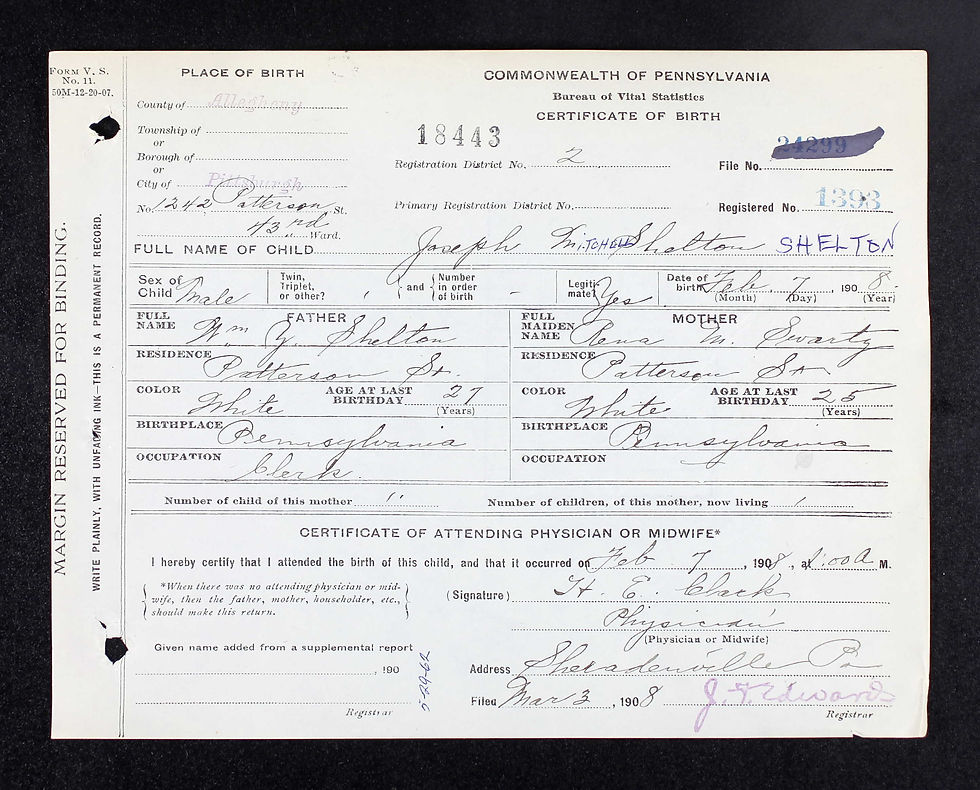 FORM V. S.
No. 11.
50M-12-20-07.
MARGIN RESERVED FOR BINDING.
WRITE PLAINLY, WITH UNFADING INK—THIS IS A PERMANENT RECORD.
PLACE OF BIRTH
County of Alleghany
Township of
or
Borough of
or
City of Pittsburgh
No. 1242 Patterson St.
43rd Ward.
COMMONWEALTH OF PENNSYLVANIA
Bureau of Vital Statistics
CERTIFICATE OF BIRTH
18443
Registration District No. 2
File No. 24299
Primary Registration District No.
Registered No. 1393
FULL NAME OF CHILD Joseph MITCHELL Shelton SHELTON
Sex of Child Male
Twin, Triplet, or other?
and
Number in order of birth
Legitimate? Yes
Date of birth Feb 7, 1908
(Month) (Day) (Year)
FATHER
FULL NAME Wm Y. Shelton
RESIDENCE Patterson St.
COLOR White
AGE AT LAST BIRTHDAY 27
(Years)
BIRTHPLACE Pennsylvania
OCCUPATION Clerk.
MOTHER
FULL MAIDEN NAME Rena M. Swartz
RESIDENCE Patterson St
COLOR White
AGE AT LAST BIRTHDAY 25
(Years)
BIRTHPLACE Pennsylvania
OCCUPATION
Number of child of this mother 1
Number of children, of this mother, now living 1
CERTIFICATE OF ATTENDING PHYSICIAN OR MIDWIFE*
I hereby certify that I attended the birth of this child, and that it occurred on Feb 7, 1908, at 1:00 A M.
*When there was no attending physician or mid-
wife, then the father, mother, householder, etc.,
should make this return.
(Signature) H. E. Clark
Physician
(Physician or Midwife)
Given name added from a supplemental report
, 190
Registrar
Address Sheradenville Pa
Filed Mar 3, 1908
J. F. Edwards
Registrar